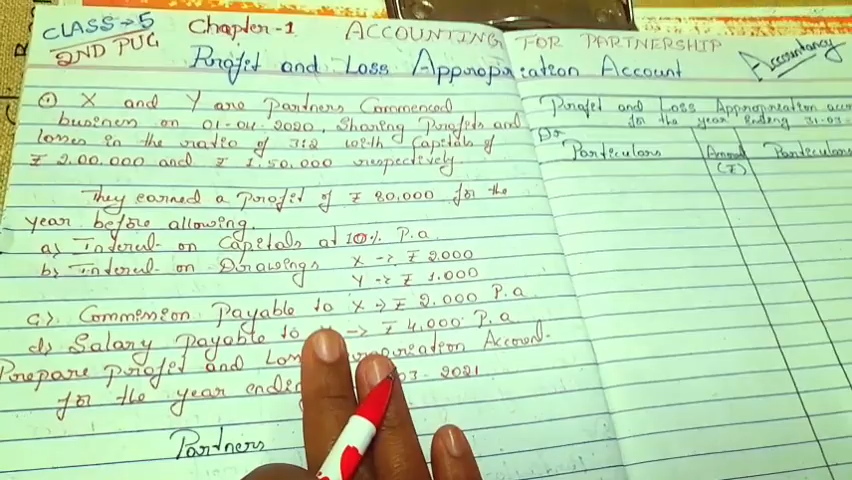 CLASS→5
2ND PUC
Chapter-1 ACCOUNTING FOR PARTNERSHIP
Accountancy
Profit and Loss Appropriation Account
① X and Y are Partners Commenced
business on 01-04-2020, Sharing Profits and
losses in the ratio of 3:2 with Capitals of
₹ 2,00,000 and ₹ 1,50,000 respectively.
They earned a profit of ₹ 80,000 for the
year before allowing.
a) Interest on Capitals at 10% P.a
b) Interest on Drawings X → ₹ 2,000
Y → ₹ 1,000
c) Commission Payable to X → ₹ 2,000 P.a
d) Salary Payable to → ₹ 4,000 P.a
Prepare profit and Loss Appropriation Account
for the year ending 03-2021
Partners
Profit and Loss Appropriation acco
for the year Ending 31-03-
Dr
Particulars Amount Particulars
(₹)